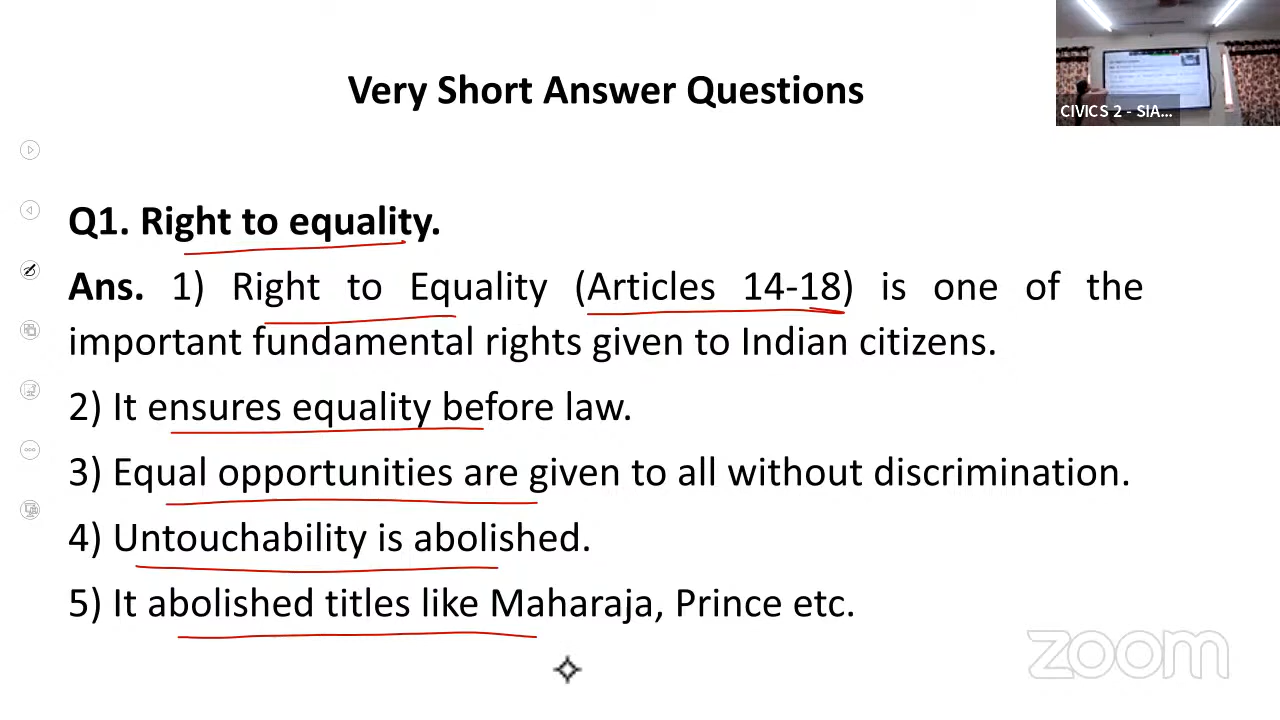 Very Short Answer Questions
CIVICS 2 - SIA...
Q1. Right to equality.
Ans. 1) Right to Equality (Articles 14-18) is one of the
important fundamental rights given to Indian citizens.
2) It ensures equality before law.
3) Equal opportunities are given to all without discrimination.
4) Untouchability is abolished.
5) It abolished titles like Maharaja, Prince etc.
zoom